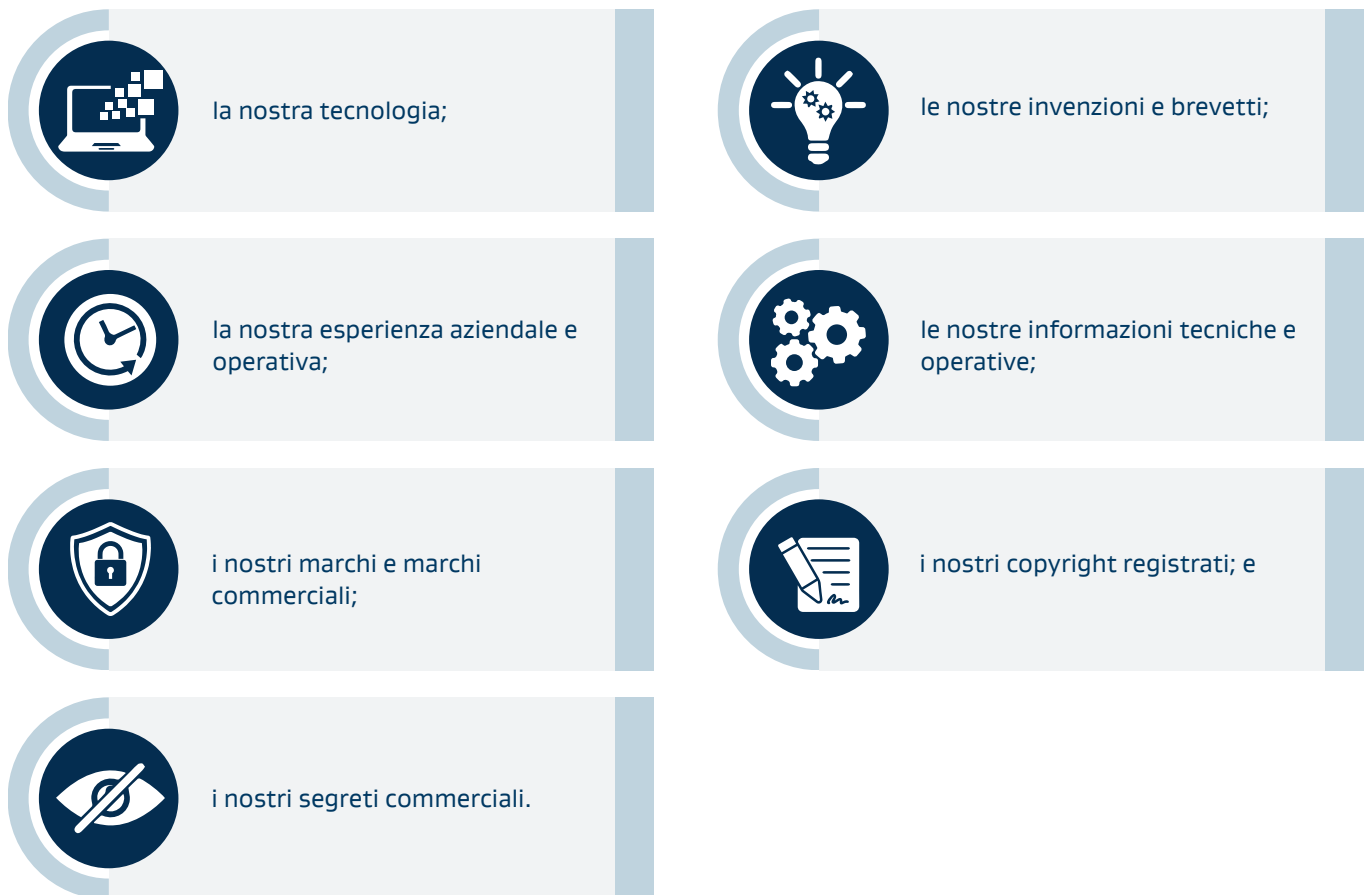 la nostra tecnologia;
le nostre invenzioni e brevetti;
la nostra esperienza aziendale e
operativa;
le nostre informazioni tecniche e
operative;
i nostri marchi e marchi
commerciali;
i nostri copyright registrati; e
i nostri segreti commerciali.